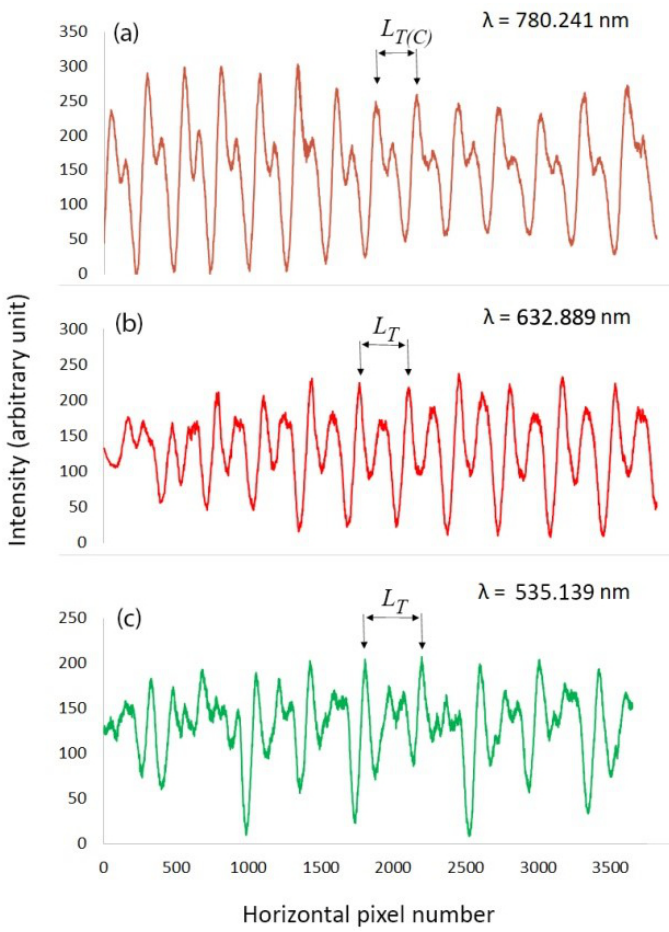 (a)
L_{T(C)}
λ = 780.241 nm
350
300
250
200
150
100
50
0
(b)
L_T
λ = 632.889 nm
300
250
200
150
100
50
0
(c)
L_T
λ = 535.139 nm
250
200
150
100
50
0
0 500 1000 1500 2000 2500 3000 3500
Intensity (arbitrary unit)
Horizontal pixel number